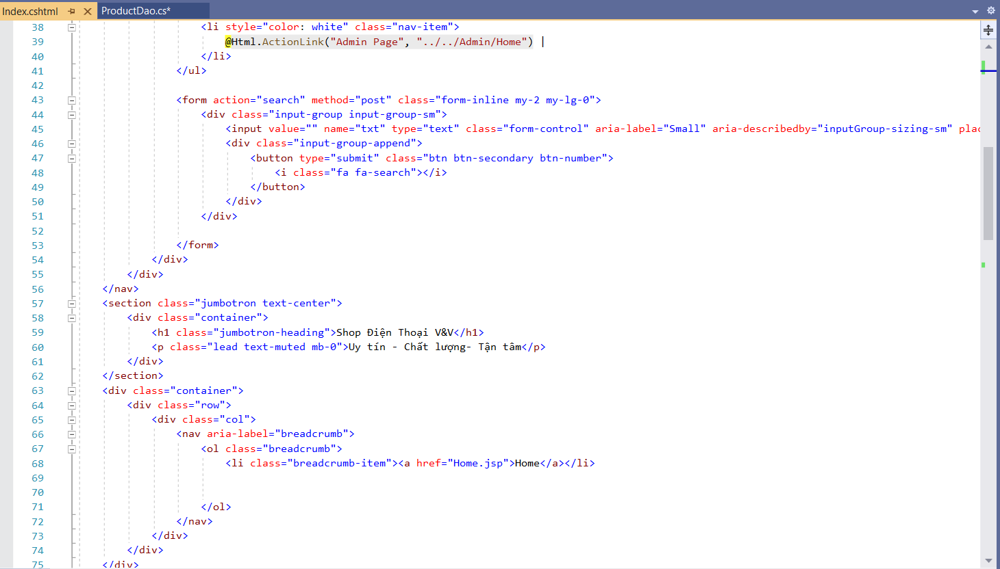 Index.cshtml ProductDao.cs*
38 <li style="color: white" class="nav-item">
39 @Html.ActionLink("Admin Page", "../../Admin/Home") |
40 </li>
41 </ul>
42
43 <form action="search" method="post" class="form-inline my-2 my-lg-0">
44 <div class="input-group input-group-sm">
45 <input value="" name="txt" type="text" class="form-control" aria-label="Small" aria-describedby="inputGroup-sizing-sm" plac
46 <div class="input-group-append">
47 <button type="submit" class="btn btn-secondary btn-number">
48 <i class="fa fa-search"></i>
49 </button>
50 </div>
51 </div>
52
53 </form>
54 </div>
55 </div>
56 </nav>
57 <section class="jumbotron text-center">
58 <div class="container">
59 <h1 class="jumbotron-heading">Shop Điện Thoại V&V</h1>
60 <p class="lead text-muted mb-0">Uy tín - Chất lượng- Tận tâm</p>
61 </div>
62 </section>
63 <div class="container">
64 <div class="row">
65 <div class="col">
66 <nav aria-label="breadcrumb">
67 <ol class="breadcrumb">
68 <li class="breadcrumb-item"><a href="Home.jsp">Home</a></li>
69
70
71 </ol>
72 </nav>
73 </div>
74 </div>
75 </div>